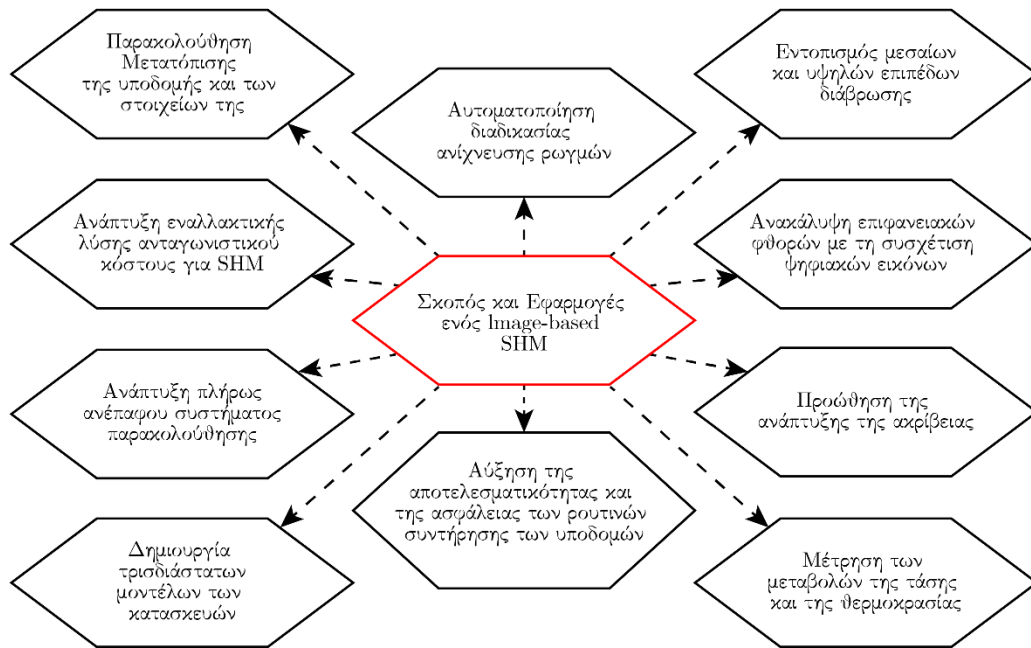 Παρακολούθηση
Μετατόπισης
της υποδομής και των
στοιχείων της
Αυτοματοποίηση
διαδικασίας
ανίχνευσης ρωγμών
Εντοπισμός μεσαίων
και υψηλών επιπέδων
διάβρωσης
Ανάπτυξη εναλλακτικής
λύσης ανταγωνιστικού
κόστους για SHM
Ανακάλυψη επιφανειακών
φθορών με τη συσχέτιση
ψηφιακών εικόνων
Σκοπός και Εφαρμογές
ενός Image-based
SHM
Ανάπτυξη πλήρως
ανέπαφου συστήματος
παρακολούθησης
Προώθηση της
ανάπτυξης της ακρίβειας
Αύξηση της
αποτελεσματικότητας και
της ασφάλειας των ρουτινών
συντήρησης των υποδομών
Δημιουργία
τρισδιάστατων
μοντέλων των
κατασκευών
Μέτρηση των
μεταβολών της τάσης
και της θερμοκρασίας